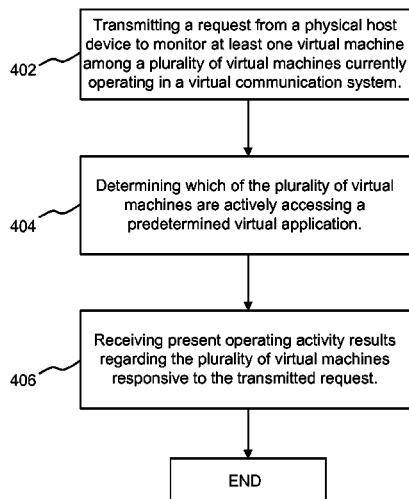 Transmitting a request from a physical host
device to monitor at least one virtual machine
among a plurality of virtual machines currently
operating in a virtual communication system.
402
Determining which of the plurality of virtual
machines are actively accessing a
predetermined virtual application.
404
Receiving present operating activity results
regarding the plurality of virtual machines
responsive to the transmitted request.
406
END